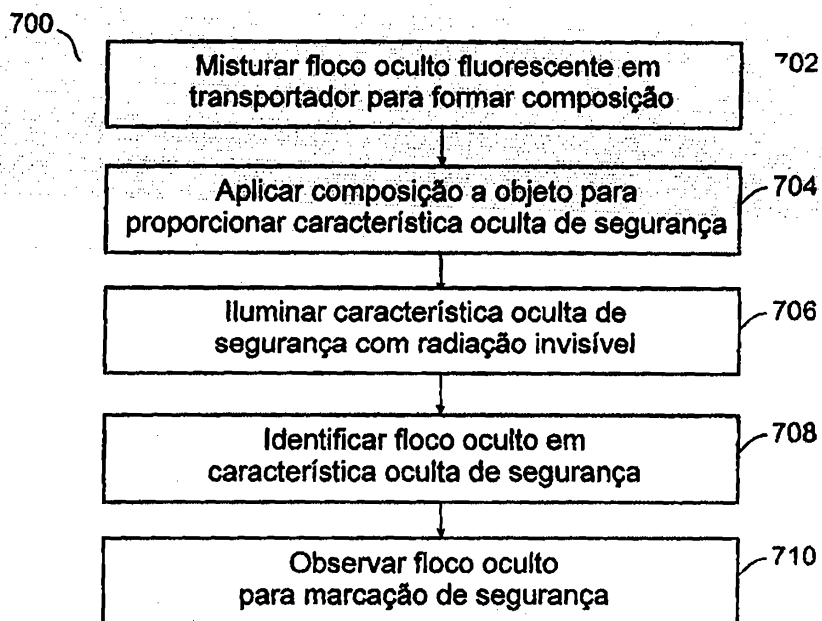 700
Misturar floco oculto fluorescente em
transportador para formar composição
702
Aplicar composição a objeto para
proporcionar característica oculta de segurança
704
Iluminar característica oculta de
segurança com radiação invisível
706
Identificar floco oculto em
característica oculta de segurança
708
Observar floco oculto
para marcação de segurança
710